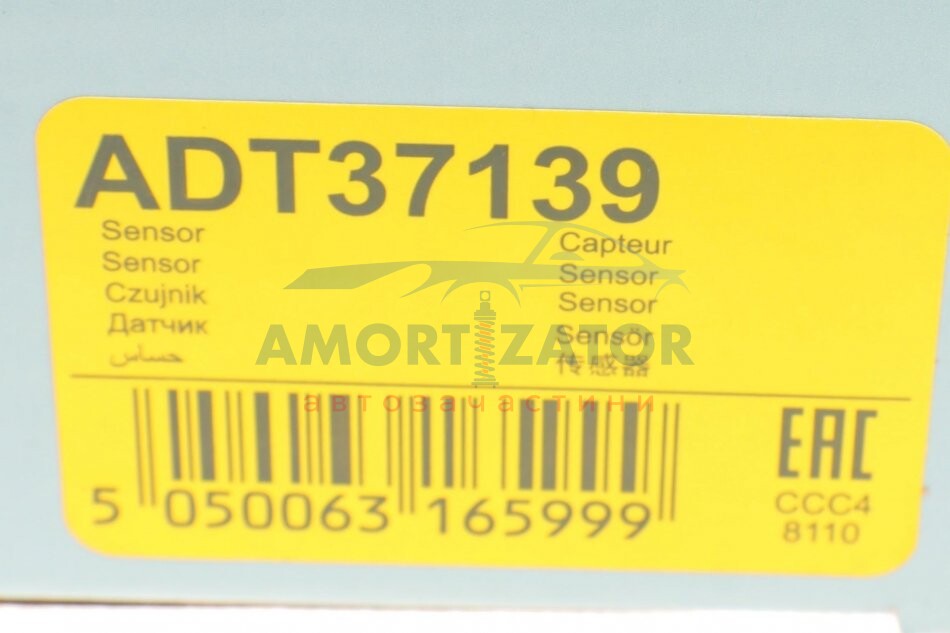 ADT37139
Sensor
Sensor
Czujnik
Датчик
حساس
Capteur
Sensor
Sensor
Sensör
传感器
AMORTIZATOR
автозачастини
5 050063 165999
EAC
CCC4
8110